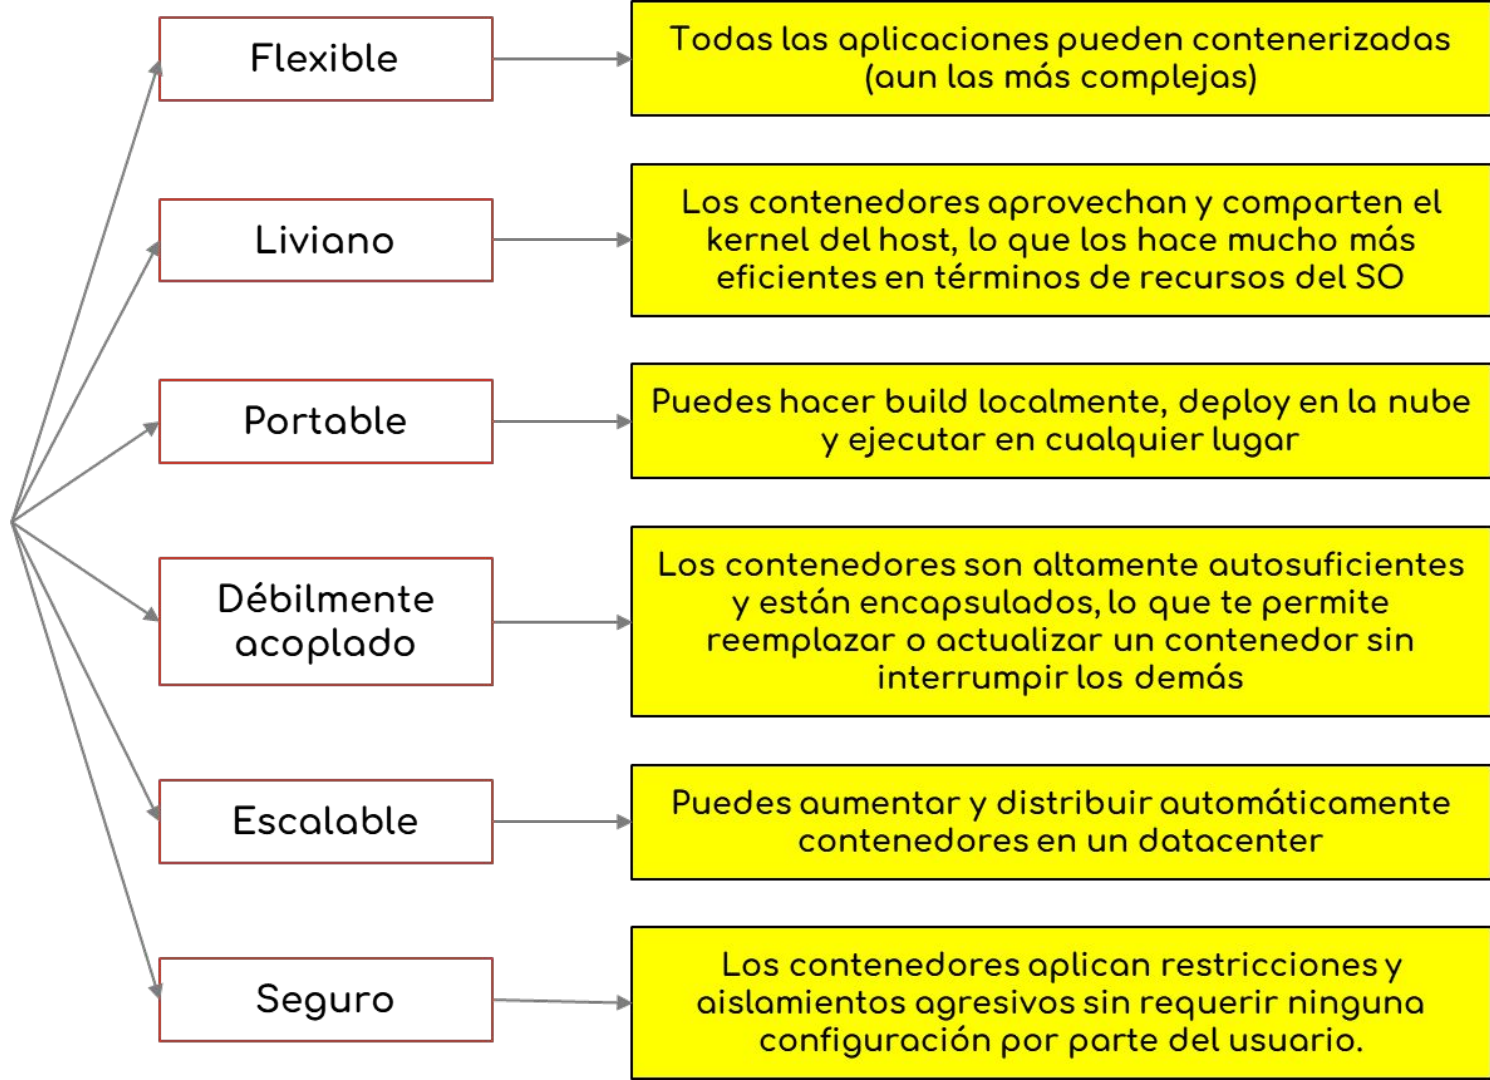 Flexible
Todas las aplicaciones pueden contenerizadas
(aun las más complejas)
Liviano
Los contenedores aprovechan y comparten el
kernel del host, lo que los hace mucho más
eficientes en términos de recursos del SO
Portable
Puedes hacer build localmente, deploy en la nube
y ejecutar en cualquier lugar
Débilmente
acoplado
Los contenedores son altamente autosuficientes
y están encapsulados, lo que te permite
reemplazar o actualizar un contenedor sin
interrumpir los demás
Escalable
Puedes aumentar y distribuir automáticamente
contenedores en un datacenter
Seguro
Los contenedores aplican restricciones y
aislamientos agresivos sin requerir ninguna
configuración por parte del usuario.